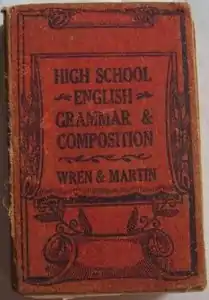 HIGH SCHOOL
ENGLISH
GRAMMAR &
COMPOSITION
WREN & MARTIN